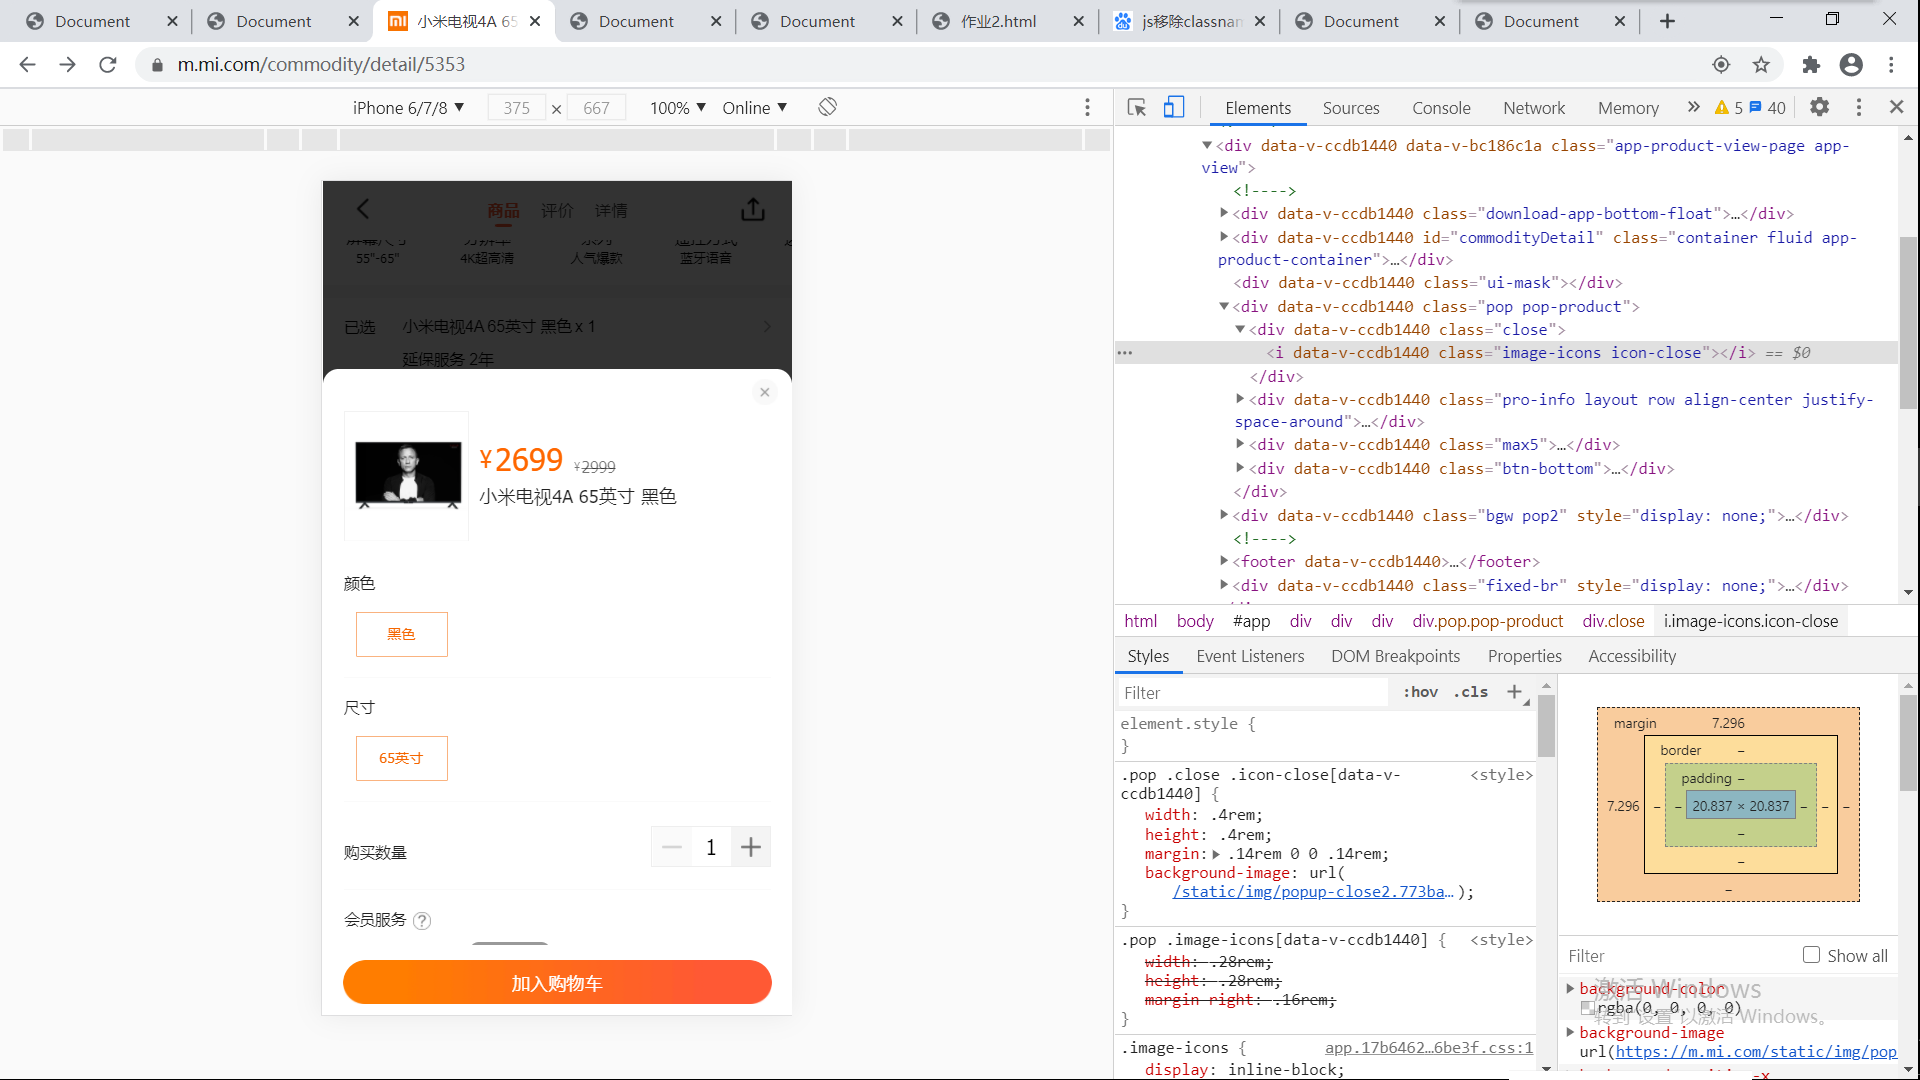 Document
Document
小米电视4A 65
Document
Document
作业2.html
js移除classnam
Document
Document
m.mi.com/commodity/detail/5353
iPhone 6/7/8 ▼ 375 × 667 100% ▼ Online ▼
商品 评价 详情
55"-65" 4K超高清 人气爆款 蓝牙语音
已选 小米电视4A 65英寸 黑色 x 1
延保服务 2年
¥2699 ¥2999
小米电视4A 65英寸 黑色
颜色
黑色
尺寸
65英寸
购买数量 1
会员服务 ?
加入购物车
Elements Sources Console Network Memory » 5 40
▼<div data-v-ccdb1440 data-v-bc186c1a class="app-product-view-page app-
view">
<!---->
▶<div data-v-ccdb1440 class="download-app-bottom-float">…</div>
▶<div data-v-ccdb1440 id="commodityDetail" class="container fluid app-
product-container">…</div>
<div data-v-ccdb1440 class="ui-mask"></div>
▼<div data-v-ccdb1440 class="pop pop-product">
▼<div data-v-ccdb1440 class="close">
<i data-v-ccdb1440 class="image-icons icon-close"></i> == $0
</div>
▶<div data-v-ccdb1440 class="pro-info layout row align-center justify-
space-around">…</div>
▶<div data-v-ccdb1440 class="max5">…</div>
▶<div data-v-ccdb1440 class="btn-bottom">…</div>
</div>
▶<div data-v-ccdb1440 class="bgw pop2" style="display: none;">…</div>
<!---->
▶<footer data-v-ccdb1440>…</footer>
▶<div data-v-ccdb1440 class="fixed-br" style="display: none;">…</div>
html body #app div div div div.pop.pop-product div.close i.image-icons.icon-close
Styles Event Listeners DOM Breakpoints Properties Accessibility
Filter :hov .cls +
element.style {
}
.pop .close .icon-close[data-v- <style>
ccdb1440] {
width: .4rem;
height: .4rem;
margin:▶ .14rem 0 0 .14rem;
background-image: url(
/static/img/popup-close2.773ba…);
}
.pop .image-icons[data-v-ccdb1440] { <style>
width: .28rem;
height: .28rem;
margin-right: .16rem;
}
.image-icons { app.17b6462…6be3f.css:1
display: inline-block;
margin 7.296
border –
padding –
7.296 – – 20.837 × 20.837 – – –
–
–
–
Filter Show all
▶ background-color
rgba(0, 0, 0, 0)
▶ background-image
url(https://m.mi.com/static/img/pop
激活 Windows
转到"设置"以激活 Windows。